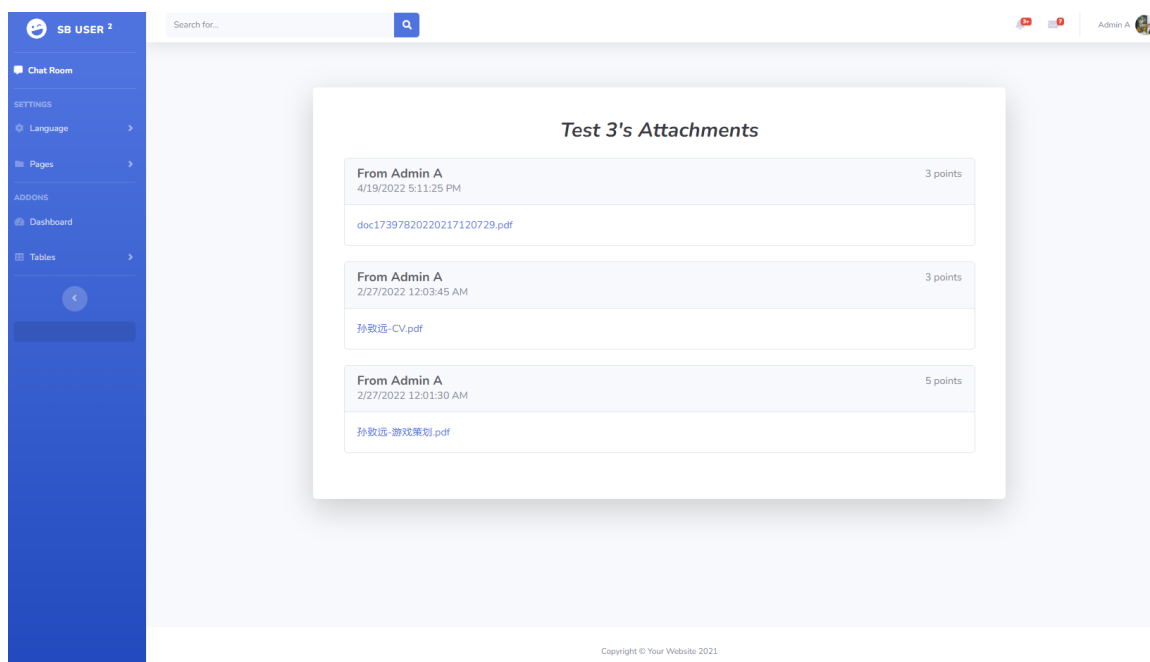 SB USER 2
Search for...
3+
7
Admin A
Chat Room
SETTINGS
Language
Pages
ADDONS
Dashboard
Tables
Test 3's Attachments
From Admin A
3 points
4/19/2022 5:11:25 PM
doc17397820220217120729.pdf
From Admin A
3 points
2/27/2022 12:03:45 AM
孙致远-CV.pdf
From Admin A
5 points
2/27/2022 12:01:30 AM
孙致远-游戏策划.pdf
Copyright © Your Website 2021